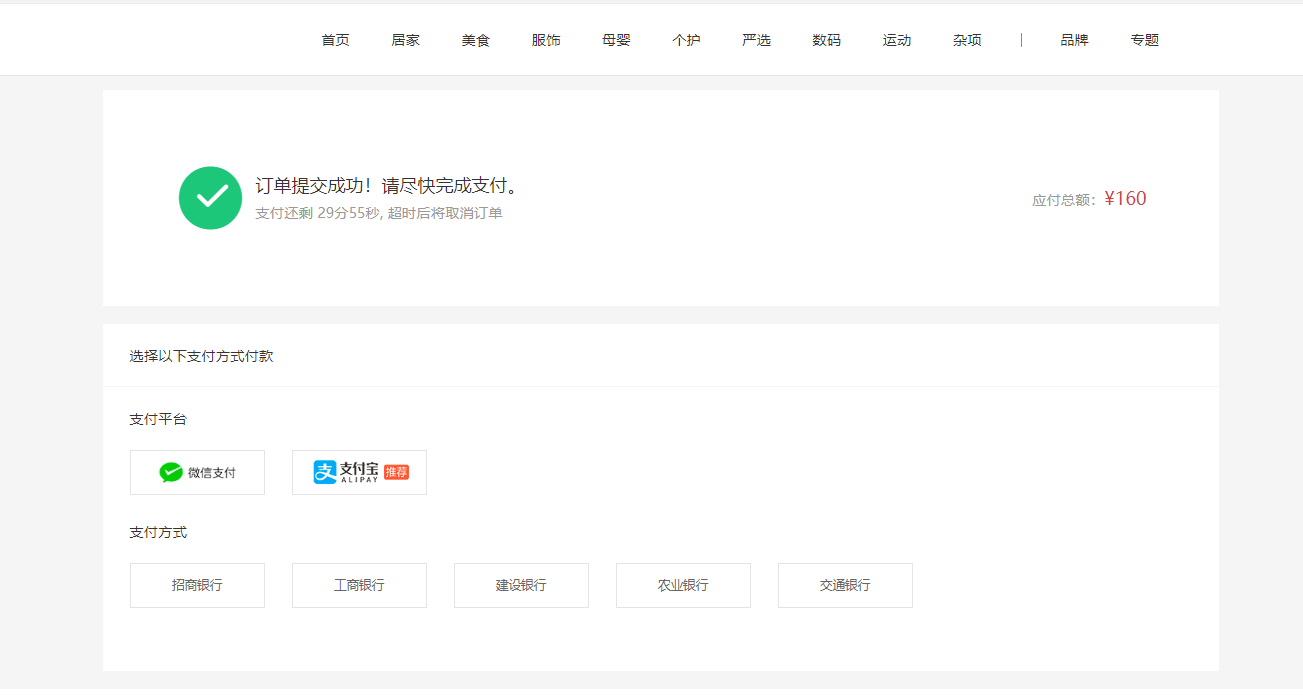 首页 居家 美食 服饰 母婴 个护 严选 数码 运动 杂项 | 品牌 专题
订单提交成功！请尽快完成支付。
支付还剩 29分55秒, 超时后将取消订单
应付总额：¥160
选择以下支付方式付款
支付平台
微信支付 支付宝 ALIPAY 推荐
支付方式
招商银行 工商银行 建设银行 农业银行 交通银行